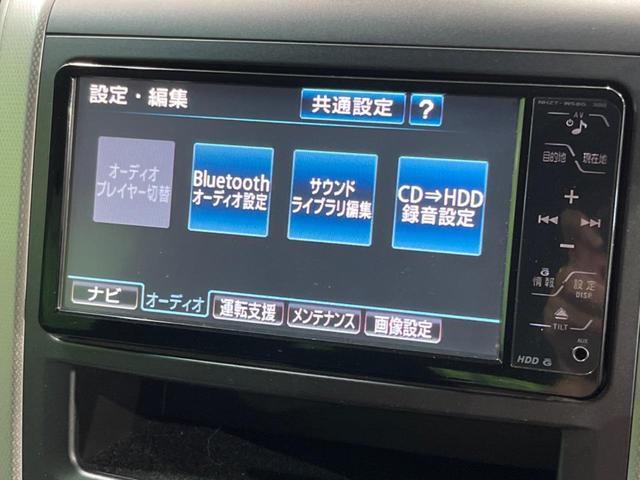 設定・編集
共通設定
?
オーディオ
プレイヤー切替
Bluetooth
オーディオ設定
サウンド
ライブラリ編集
CD⇒HDD
録音設定
ナビ
オーディオ
運転支援
メンテナンス
画像設定
AV
目的地
現在地
+
−
情報
設定
DISP
TILT
AUX
HDD